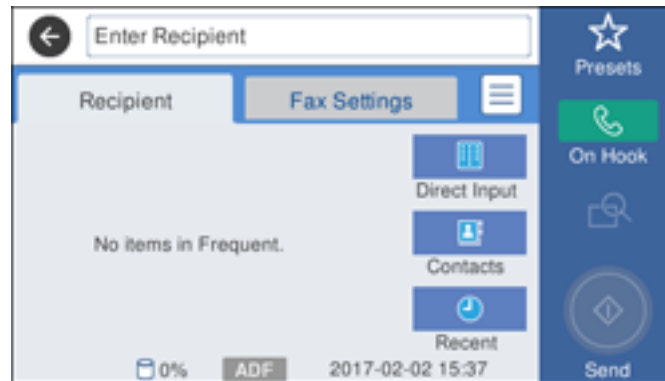 Enter Recipient
Presets
Recipient
Fax Settings
On Hook
Direct Input
No items in Frequent.
Contacts
Recent
0%
ADF
2017-02-02 15:37
Send